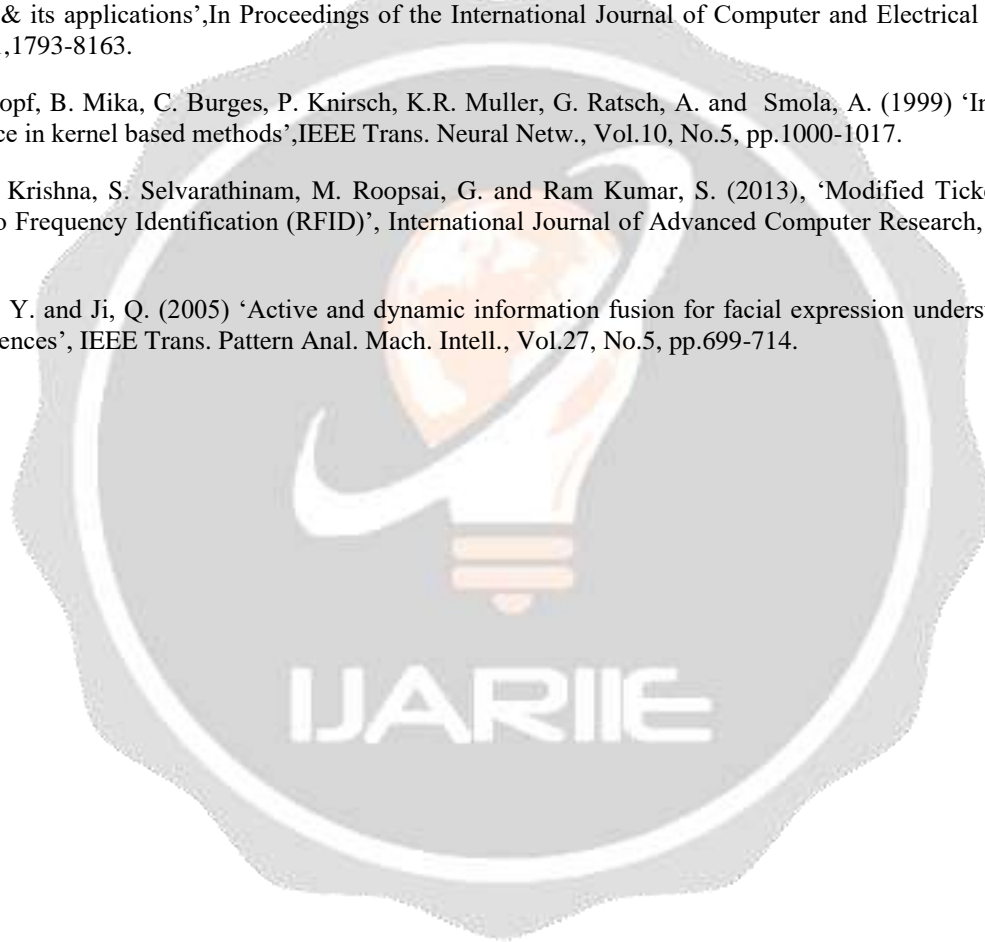 & its applications’,In Proceedings of the International Journal of Computer and Electrical
,1793-8163.
opf, B. Mika, C. Burges, P. Knirsch, K.R. Muller, G. Ratsch, A. and Smola, A. (1999) ‘In
ce in kernel based methods’,IEEE Trans. Neural Netw., Vol.10, No.5, pp.1000-1017.
Krishna, S. Selvarathinam, M. Roopsai, G. and Ram Kumar, S. (2013), ‘Modified Ticke
o Frequency Identification (RFID)’, International Journal of Advanced Computer Research,
Y. and Ji, Q. (2005) ‘Active and dynamic information fusion for facial expression unders
ences’, IEEE Trans. Pattern Anal. Mach. Intell., Vol.27, No.5, pp.699-714.
IJARIIE